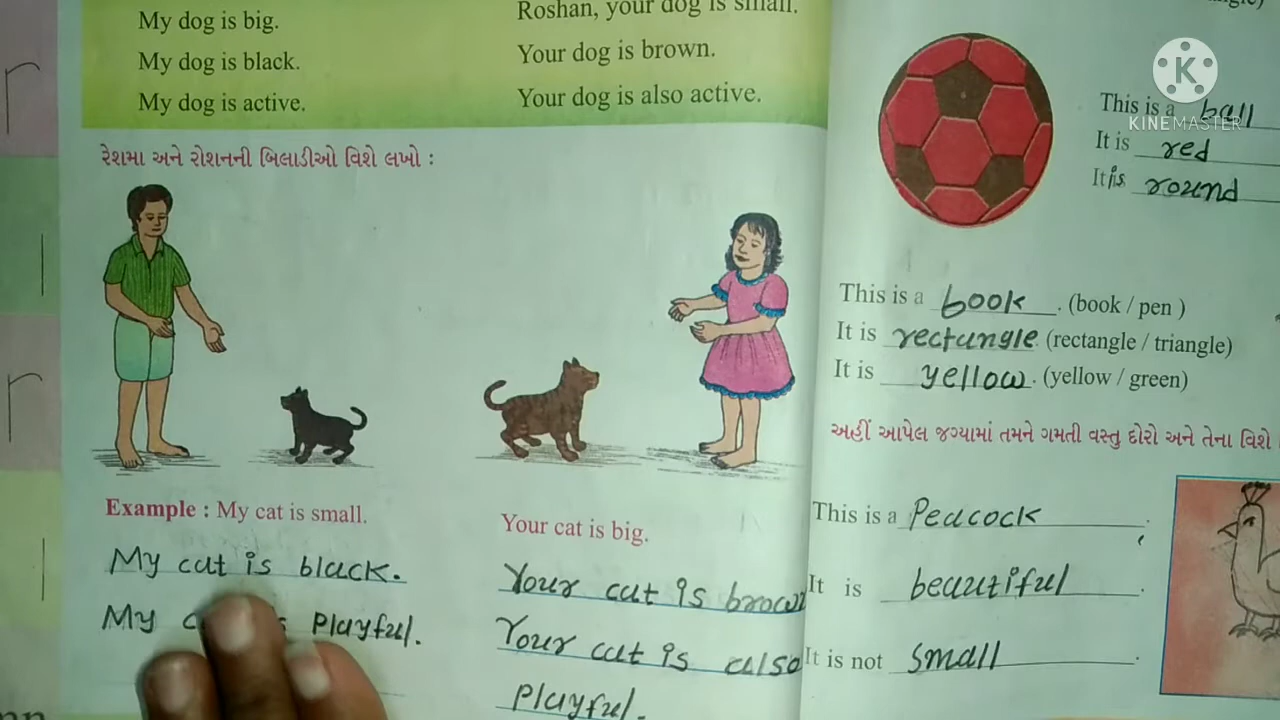 My dog is big.
My dog is black.
My dog is active.
Roshan, your dog is small.
Your dog is brown.
Your dog is also active.
રેશમા અને રોશનની બિલાડીઓ વિશે લખો :
Example : My cat is small.
My cat is black.
My playful.
Your cat is big.
Your cat is brown
Your cat is also
Playful.
This is a ball
It is red
It is round
This is a book. (book / pen )
It is rectangle. (rectangle / triangle)
It is yellow. (yellow / green)
અહીં આપેલ જગ્યામાં તમને ગમતી વસ્તુ દોરો અને તેના વિશે
This is a Peacock.
It is beautiful.
It is not small.
K
KINEMASTER